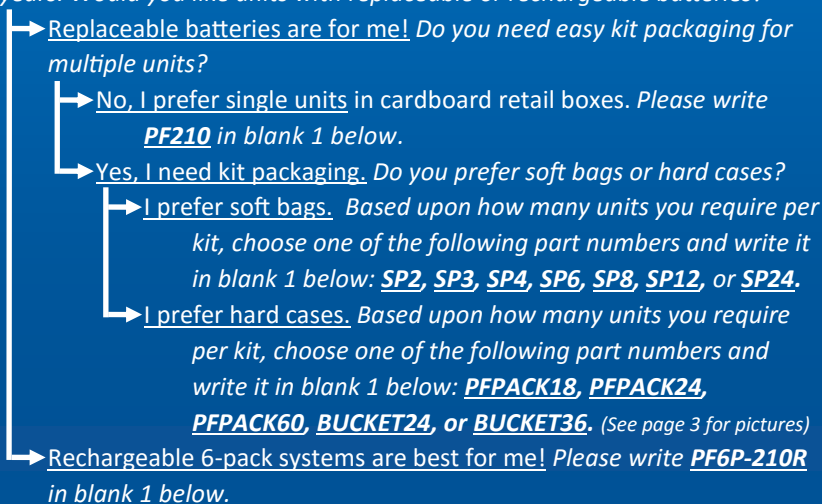 years. Would you like units with replaceable or rechargeable batteries?
Replaceable batteries are for me! Do you need easy kit packaging for
multiple units?
No, I prefer single units in cardboard retail boxes. Please write
PF210 in blank 1 below.
Yes, I need kit packaging. Do you prefer soft bags or hard cases?
I prefer soft bags. Based upon how many units you require per
kit, choose one of the following part numbers and write it
in blank 1 below: SP2, SP3, SP4, SP6, SP8, SP12, or SP24.
I prefer hard cases. Based upon how many units you require
per kit, choose one of the following part numbers and
write it in blank 1 below: PFPACK18, PFPACK24,
PFPACK60, BUCKET24, or BUCKET36. (See page 3 for pictures)
Rechargeable 6-pack systems are best for me! Please write PF6P-210R
in blank 1 below.